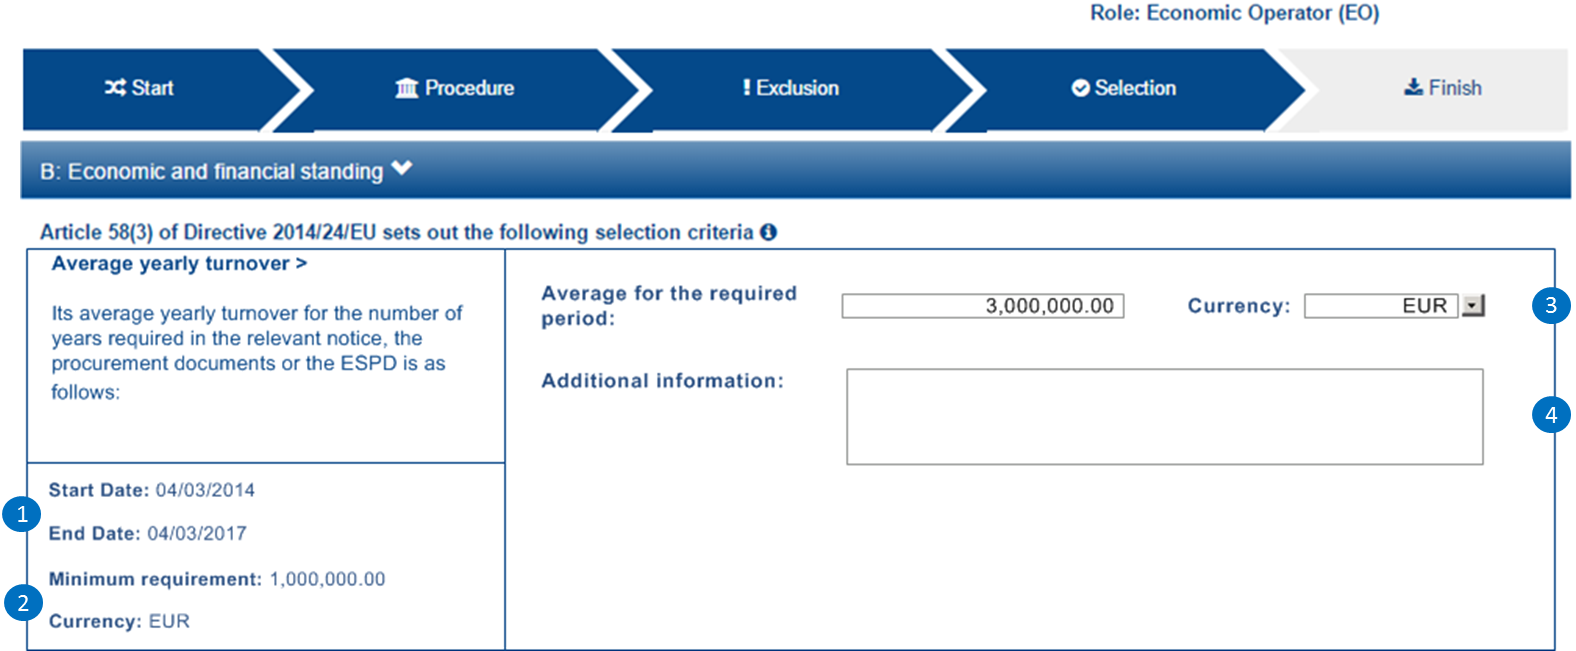 Role: Economic Operator (EO)
Start
Procedure
! Exclusion
Selection
Finish
B: Economic and financial standing
Article 58(3) of Directive 2014/24/EU sets out the following selection criteria
Average yearly turnover >
Its average yearly turnover for the number of
years required in the relevant notice, the
procurement documents or the ESPD is as
follows:
Average for the required
period:
3,000,000.00
Currency:
EUR
3
Additional information:
4
Start Date: 04/03/2014
1
End Date: 04/03/2017
Minimum requirement: 1,000,000.00
2
Currency: EUR